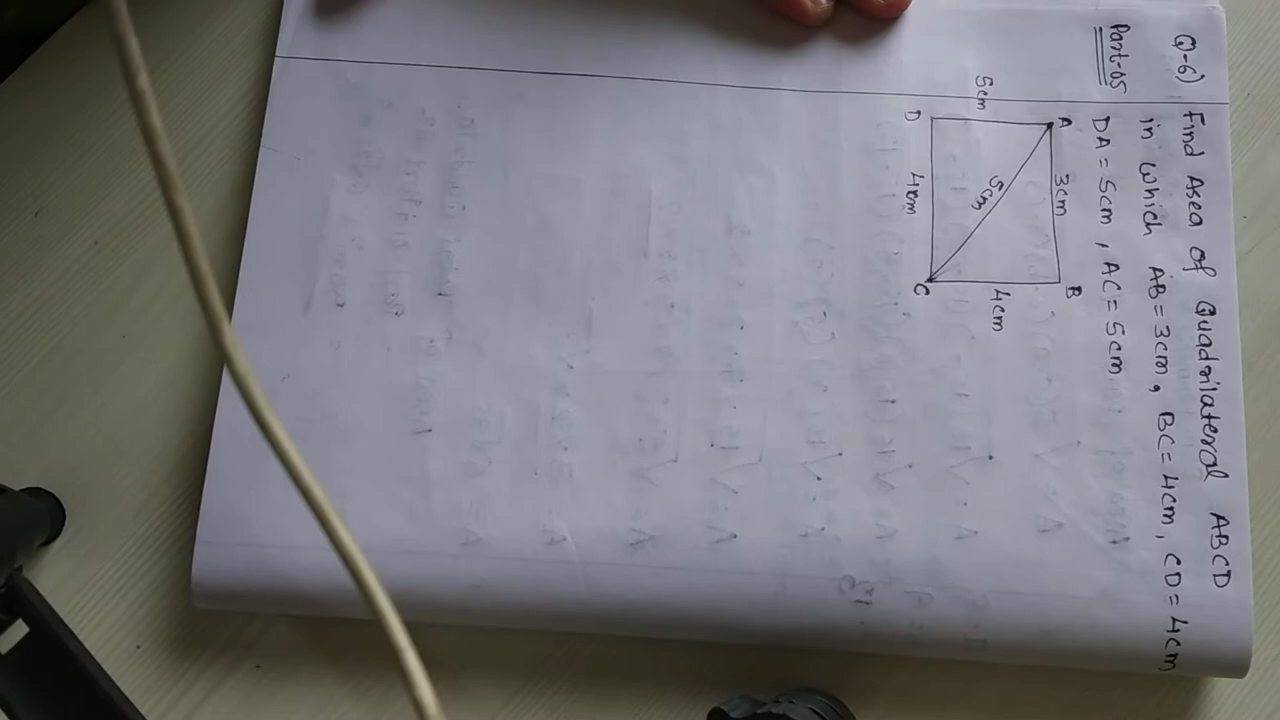 Q-6) Find Area of Quadrilateral ABCD
in which AB = 3cm, BC = 4cm, CD = 4cm
Part-05 DA = 5cm, AC = 5cm
A 3cm B
5cm 5cm 4cm
D 4cm C